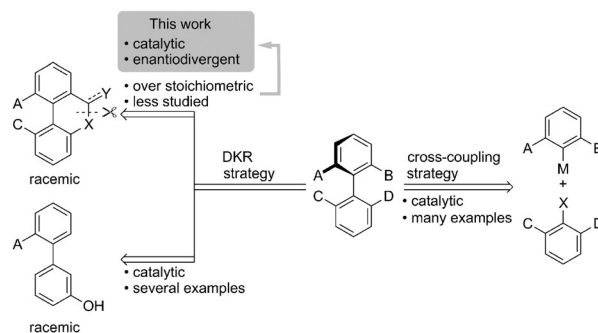 This work
• catalytic
• enantiodivergent
• over stoichiometric
• less studied
A
Y
C
X
racemic
DKR
strategy
A
B
C
D
cross-coupling
strategy
• catalytic
• many examples
A
B
M
+
X
C
D
A
OH
racemic
• catalytic
• several examples